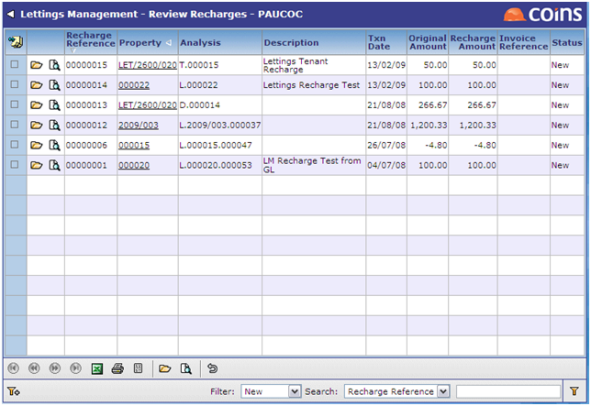 Lettings Management - Review Recharges - PAUCOC
coins
Recharge Reference Property Analysis Description Txn Date Original Amount Recharge Amount Invoice Reference Status
00000015 LET/2600/020 T.000015 Lettings Tenant Recharge 13/02/09 50.00 50.00 New
00000014 000022 L.000022 Lettings Recharge Test 13/02/09 100.00 100.00 New
00000013 LET/2600/020 D.000014 21/08/08 266.67 266.67 New
00000012 2009/003 L.2009/003.000037 21/08/08 1,200.33 1,200.33 New
00000006 000015 L.000015.000047 26/07/08 -4.80 -4.80 New
00000001 000020 L.000020.000053 LM Recharge Test from GL 04/07/08 100.00 100.00 New
Filter: New Search: Recharge Reference